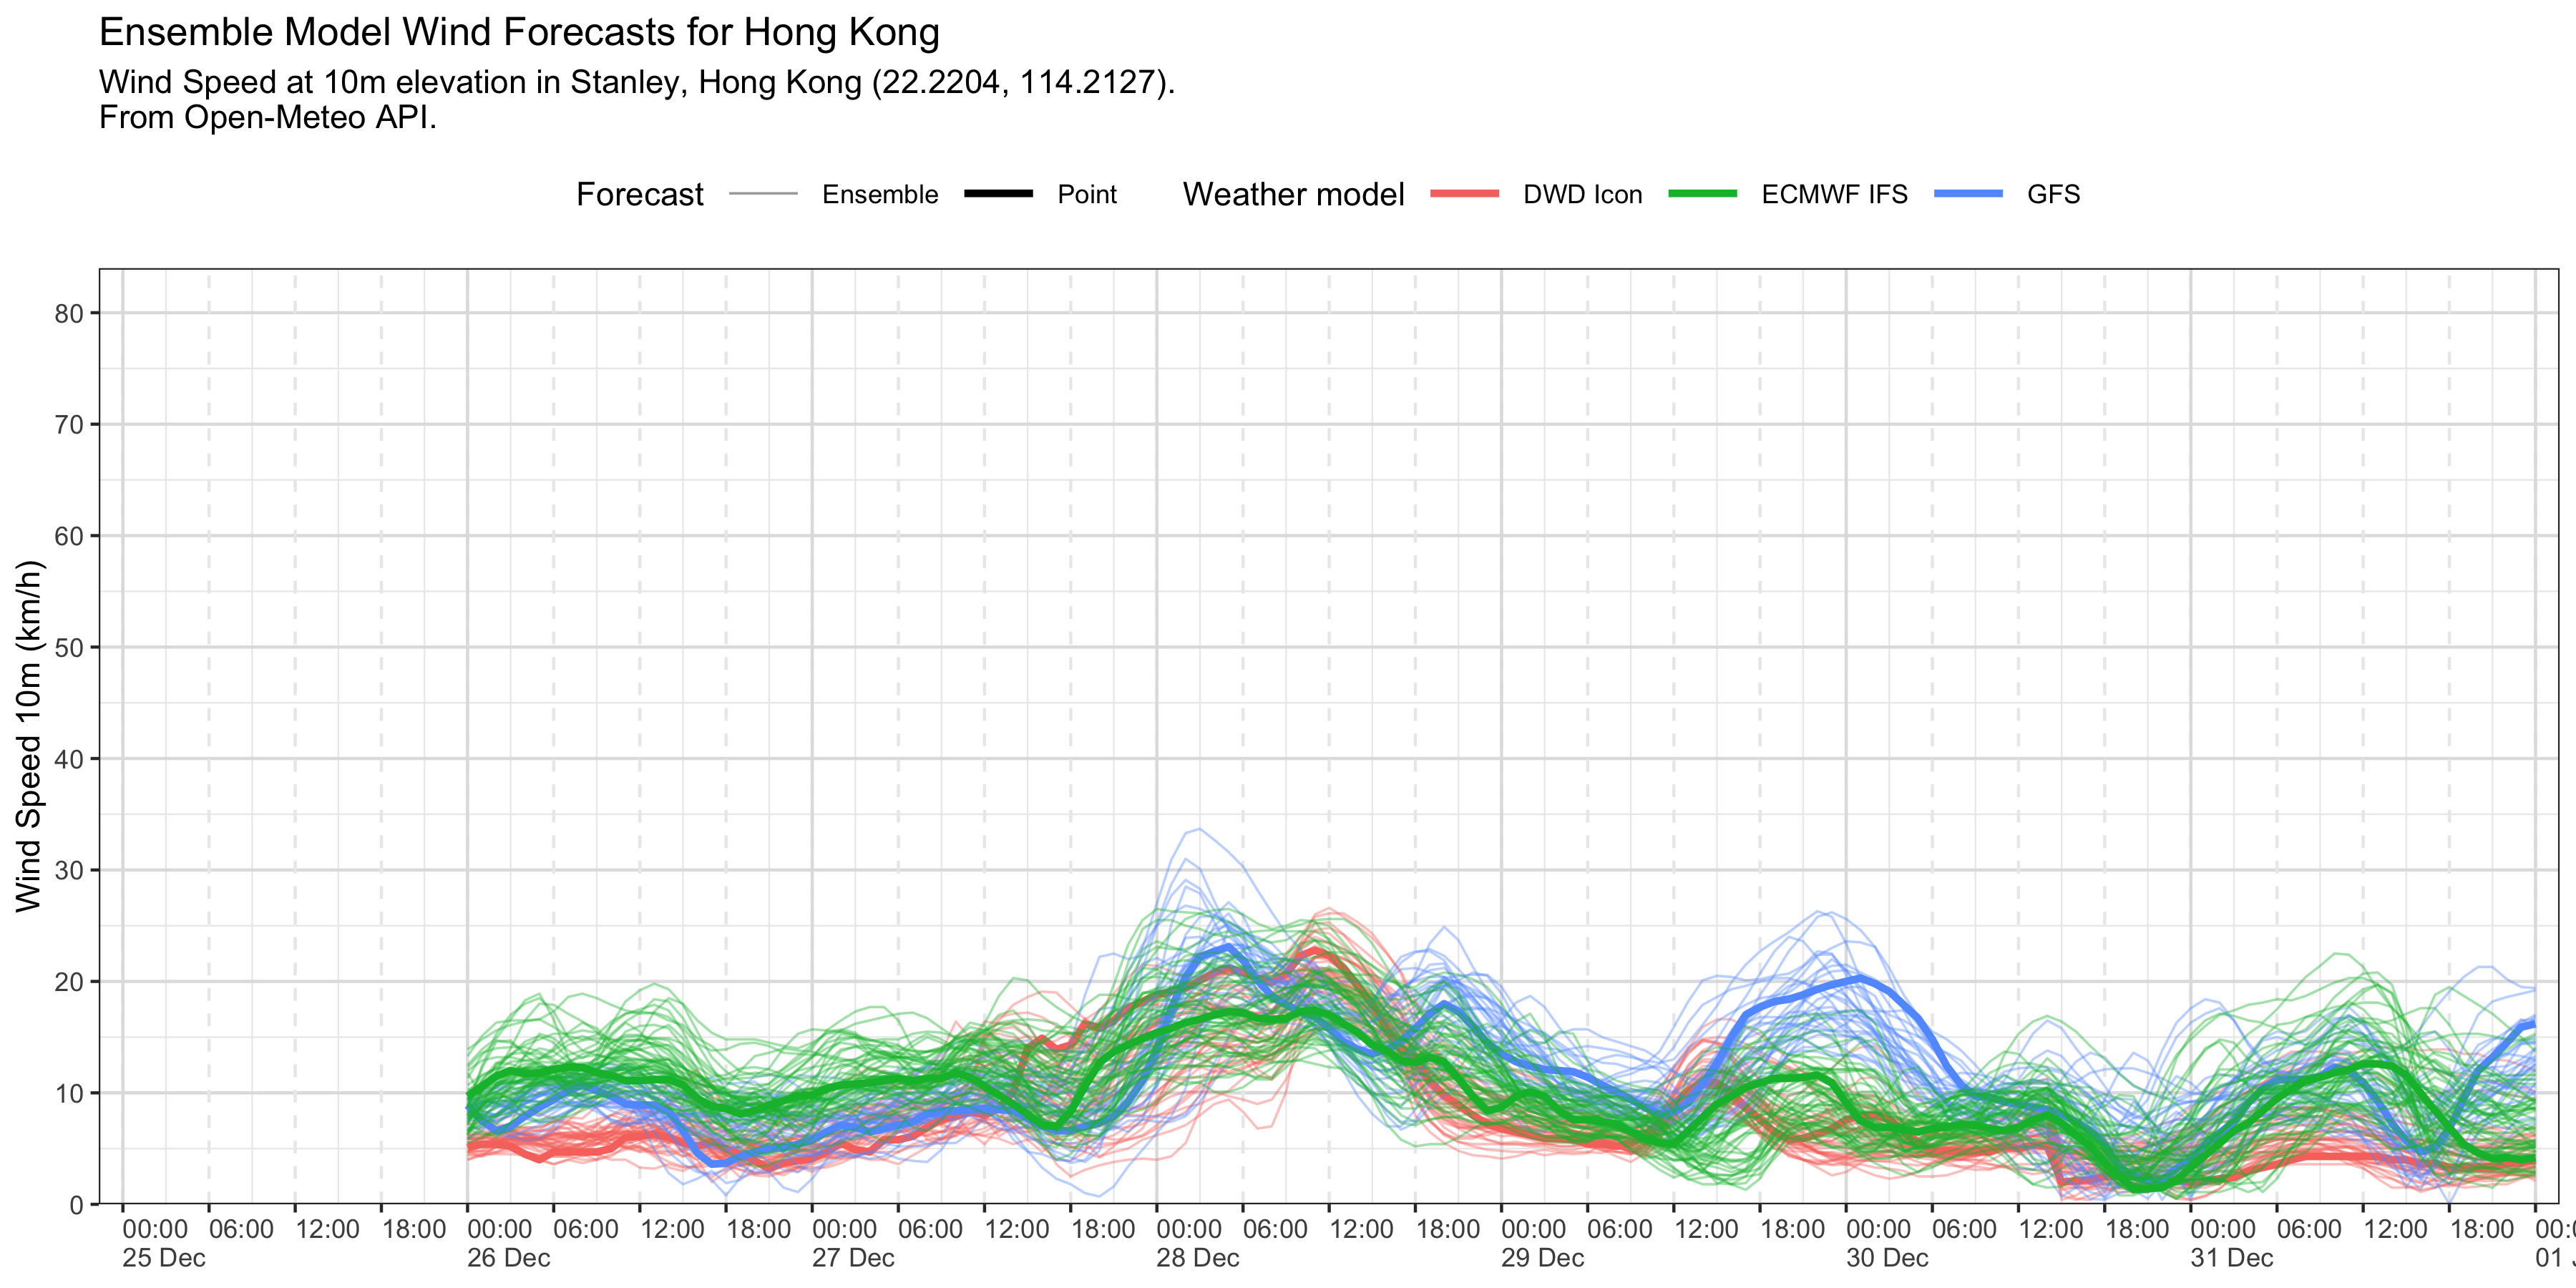 Ensemble Model Wind Forecasts for Hong Kong
Wind Speed at 10m elevation in Stanley, Hong Kong (22.2204, 114.2127).
From Open-Meteo API.
Forecast Ensemble Point Weather model DWD Icon ECMWF IFS GFS
Wind Speed 10m (km/h)
80
70
60
50
40
30
20
10
0
00:00 06:00 12:00 18:00 00:00 06:00 12:00 18:00 00:00 06:00 12:00 18:00 00:00 06:00 12:00 18:00 00:00 06:00 12:00 18:00 00:00 06:00 12:00 18:00 00:00 06:00 12:00 18:00
25 Dec 26 Dec 27 Dec 28 Dec 29 Dec 30 Dec 31 Dec 01